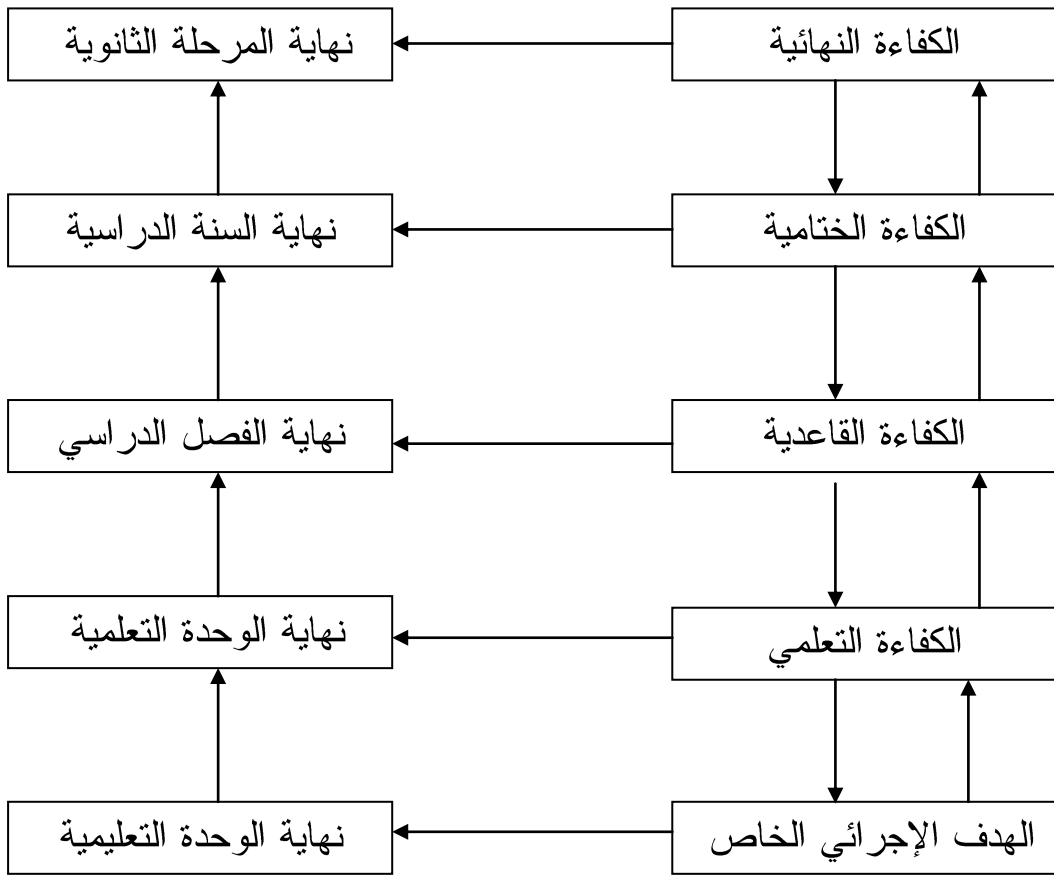 الكفاءة النهائية
نهاية المرحلة الثانوية
الكفاءة الختامية
نهاية السنة الدراسية
الكفاءة القاعدية
نهاية الفصل الدراسي
الكفاءة التعلمي
نهاية الوحدة التعلمية
الهدف الإجرائي الخاص
نهاية الوحدة التعليمية